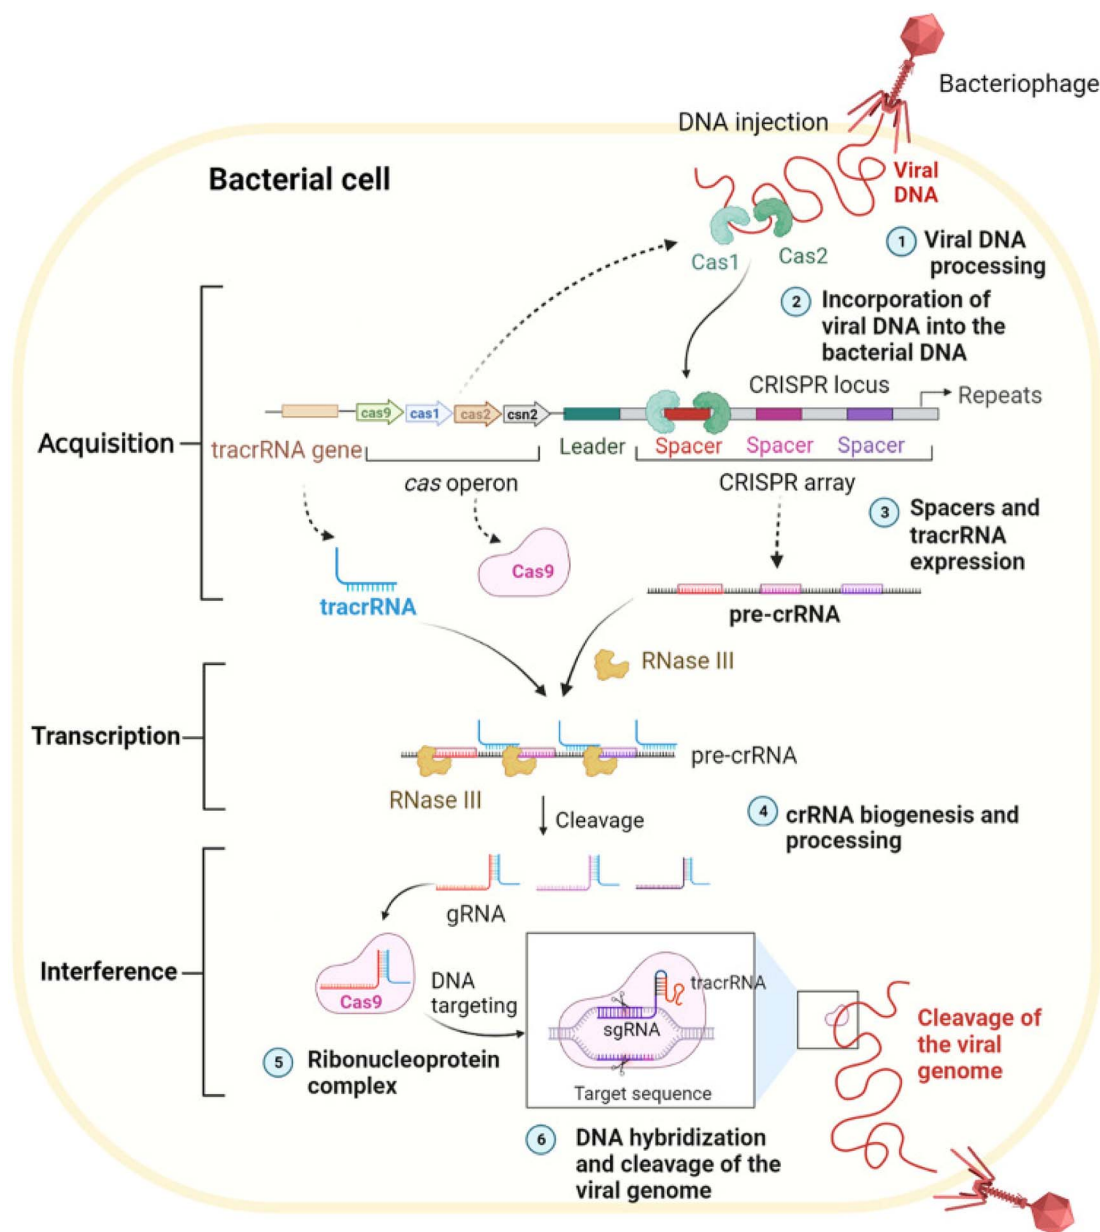 Bacteriophage
DNA injection
Bacterial cell
Viral
DNA
Cas1
Cas2
1 Viral DNA
processing
2 Incorporation of
viral DNA into the
bacterial DNA
CRISPR locus
Repeats
cas9
cas1
cas2
csn2
Acquisition
tracrRNA gene
Leader
Spacer
Spacer
Spacer
cas operon
CRISPR array
3 Spacers and
tracrRNA
expression
Cas9
tracrRNA
pre-crRNA
RNase III
Transcription
pre-crRNA
RNase III
Cleavage
4 crRNA biogenesis and
processing
gRNA
Interference
Cas9
DNA
targeting
tracrRNA
sgRNA
Target sequence
Cleavage of
the viral
genome
5 Ribonucleoprotein
complex
6 DNA hybridization
and cleavage of the
viral genome